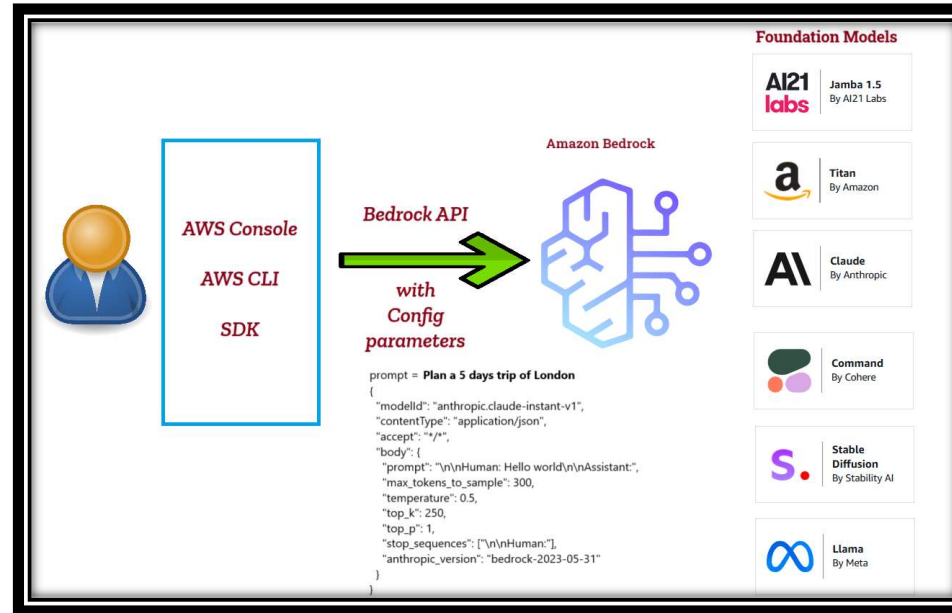 Foundation Models
AI21
labs
Jamba 1.5
By AI21 Labs
Amazon Bedrock
a
Titan
By Amazon
AWS Console
AWS CLI
SDK
Bedrock API
with
Config
parameters
A\
Claude
By Anthropic
prompt = Plan a 5 days trip of London
{
"modelId": "anthropic.claude-instant-v1",
"contentType": "application/json",
"accept": "*/*",
"body": {
"prompt": "\n\nHuman: Hello world\n\nAssistant:",
"max_tokens_to_sample": 300,
"temperature": 0.5,
"top_k": 250,
"top_p": 1,
"stop_sequences": ["\n\nHuman:"],
"anthropic_version": "bedrock-2023-05-31"
}
}
Command
By Cohere
S.
Stable
Diffusion
By Stability AI
Llama
By Meta